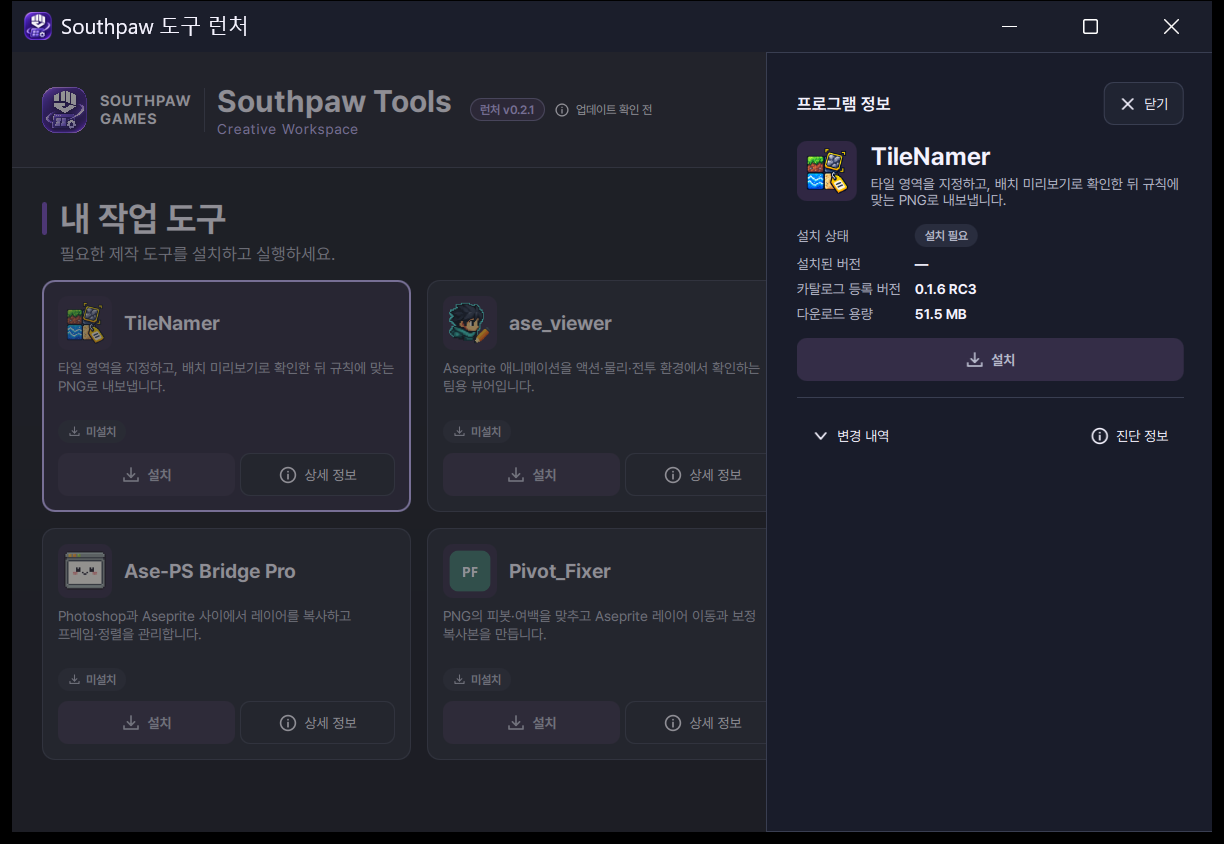 Southpaw 도구 런처
SOUTHPAW
GAMES
Southpaw Tools
Creative Workspace
런처 v0.2.1
업데이트 확인 전
내 작업 도구
필요한 제작 도구를 설치하고 실행하세요.
TileNamer
타일 영역을 지정하고, 배치 미리보기로 확인한 뒤 규칙에 맞는
PNG로 내보냅니다.
미설치
설치
상세 정보
ase_viewer
Aseprite 애니메이션을 액션·물리·전투 환경에서 확인하는
팀용 뷰어입니다.
미설치
설치
상세 정보
Ase-PS Bridge Pro
Photoshop과 Aseprite 사이에서 레이어를 복사하고
프레임·정렬을 관리합니다.
미설치
설치
상세 정보
PF
Pivot_Fixer
PNG의 피봇·여백을 맞추고 Aseprite 레이어 이동과 보정
복사본을 만듭니다.
미설치
설치
상세 정보
프로그램 정보
닫기
TileNamer
타일 영역을 지정하고, 배치 미리보기로 확인한 뒤 규칙에
맞는 PNG로 내보냅니다.
설치 상태 설치 필요
설치된 버전 —
카탈로그 등록 버전 0.1.6 RC3
다운로드 용량 51.5 MB
설치
변경 내역
진단 정보